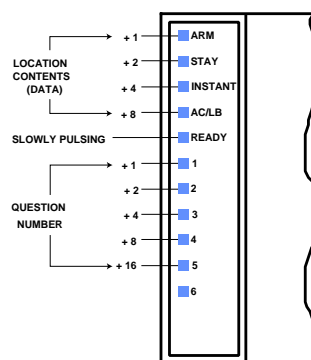 + 1 ARM
LOCATION
CONTENTS
(DATA)
+ 2 STAY
+ 4 INSTANT
+ 8 AC/LB
SLOWLY PULSING READY
+ 1 1
+ 2 2
QUESTION
NUMBER
+ 4 3
+ 8 4
+ 16 5
6